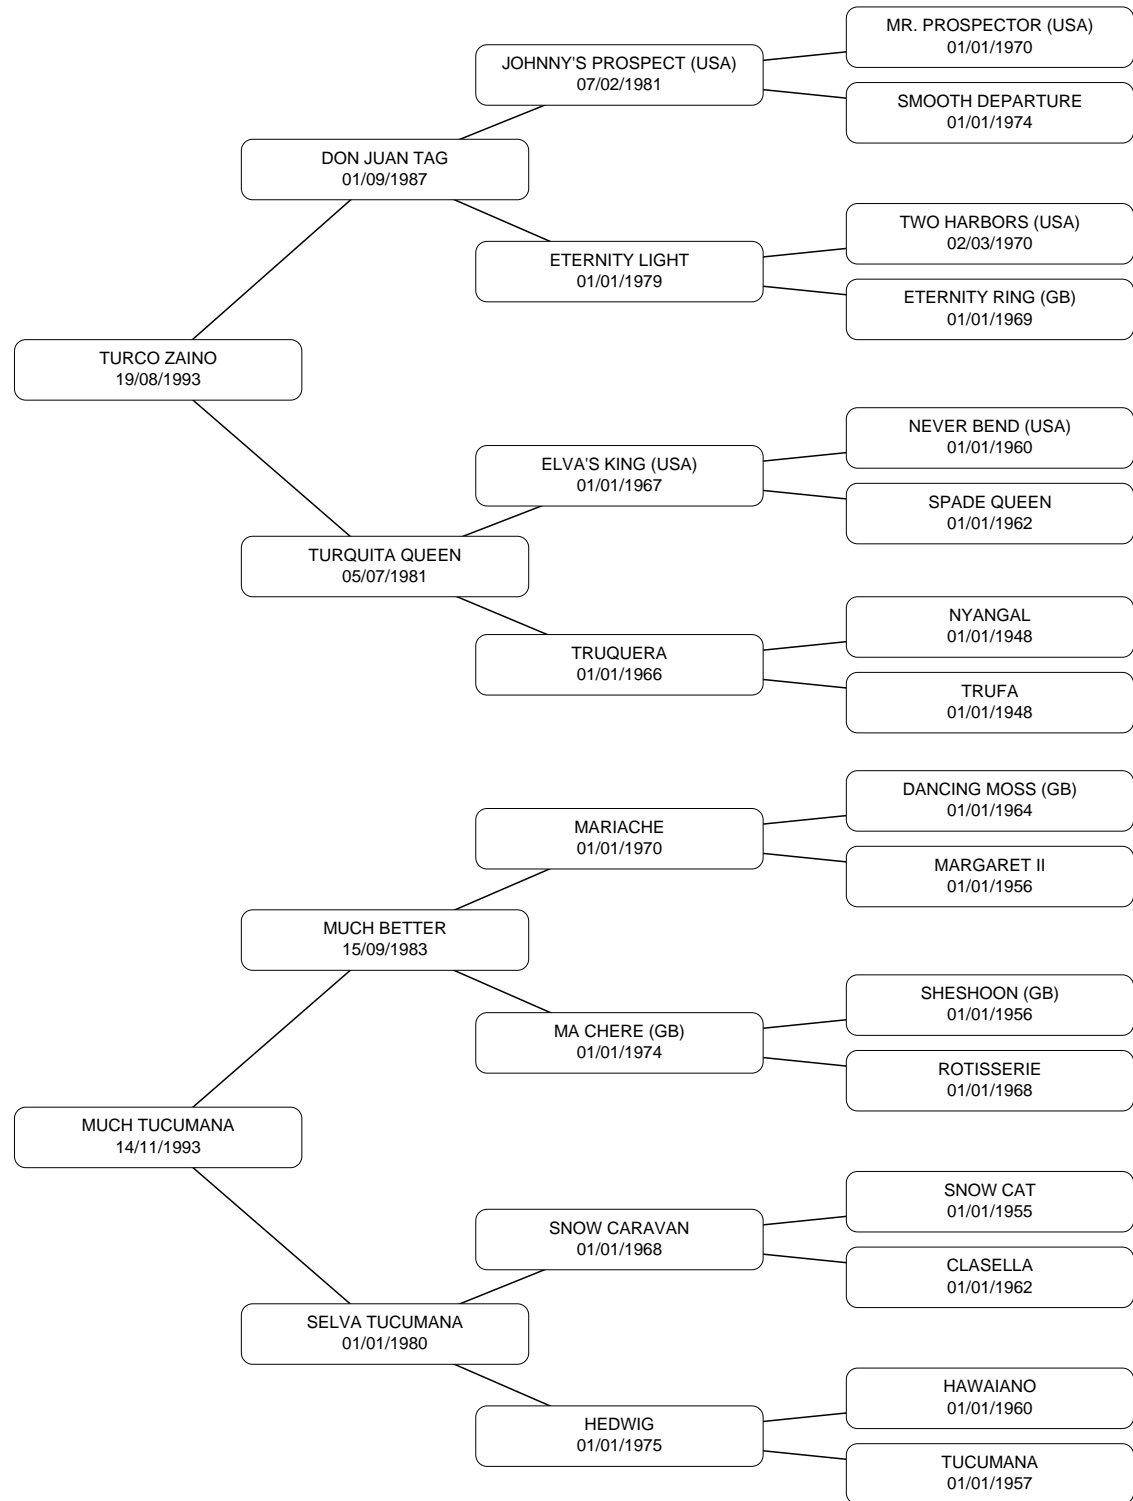 MR. PROSPECTOR (USA)
01/01/1970
JOHNNY'S PROSPECT (USA)
07/02/1981
SMOOTH DEPARTURE
01/01/1974
DON JUAN TAG
01/09/1987
TWO HARBORS (USA)
02/03/1970
ETERNITY LIGHT
01/01/1979
ETERNITY RING (GB)
01/01/1969
TURCO ZAINO
19/08/1993
NEVER BEND (USA)
01/01/1960
ELVA'S KING (USA)
01/01/1967
SPADE QUEEN
01/01/1962
TURQUITA QUEEN
05/07/1981
NYANGAL
01/01/1948
TRUQUERA
01/01/1966
TRUFA
01/01/1948
DANCING MOSS (GB)
01/01/1964
MARIACHE
01/01/1970
MARGARET II
01/01/1956
MUCH BETTER
15/09/1983
SHESHOON (GB)
01/01/1956
MA CHERE (GB)
01/01/1974
ROTISSERIE
01/01/1968
MUCH TUCUMANA
14/11/1993
SNOW CAT
01/01/1955
SNOW CARAVAN
01/01/1968
CLASELLA
01/01/1962
SELVA TUCUMANA
01/01/1980
HAWAIANO
01/01/1960
HEDWIG
01/01/1975
TUCUMANA
01/01/1957